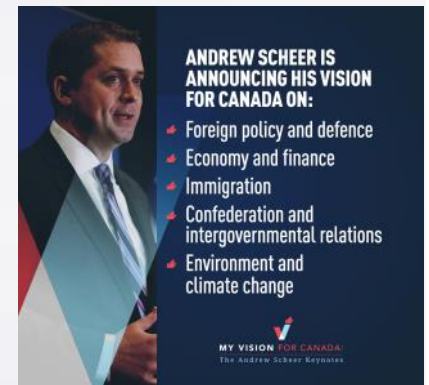 ANDREW SCHEER IS
ANNOUNCING HIS VISION
FOR CANADA ON:
Foreign policy and defence
Economy and finance
Immigration
Confederation and
intergovernmental relations
Environment and
climate change
MY VISION FOR CANADA:
The Andrew Scheer Keynotes